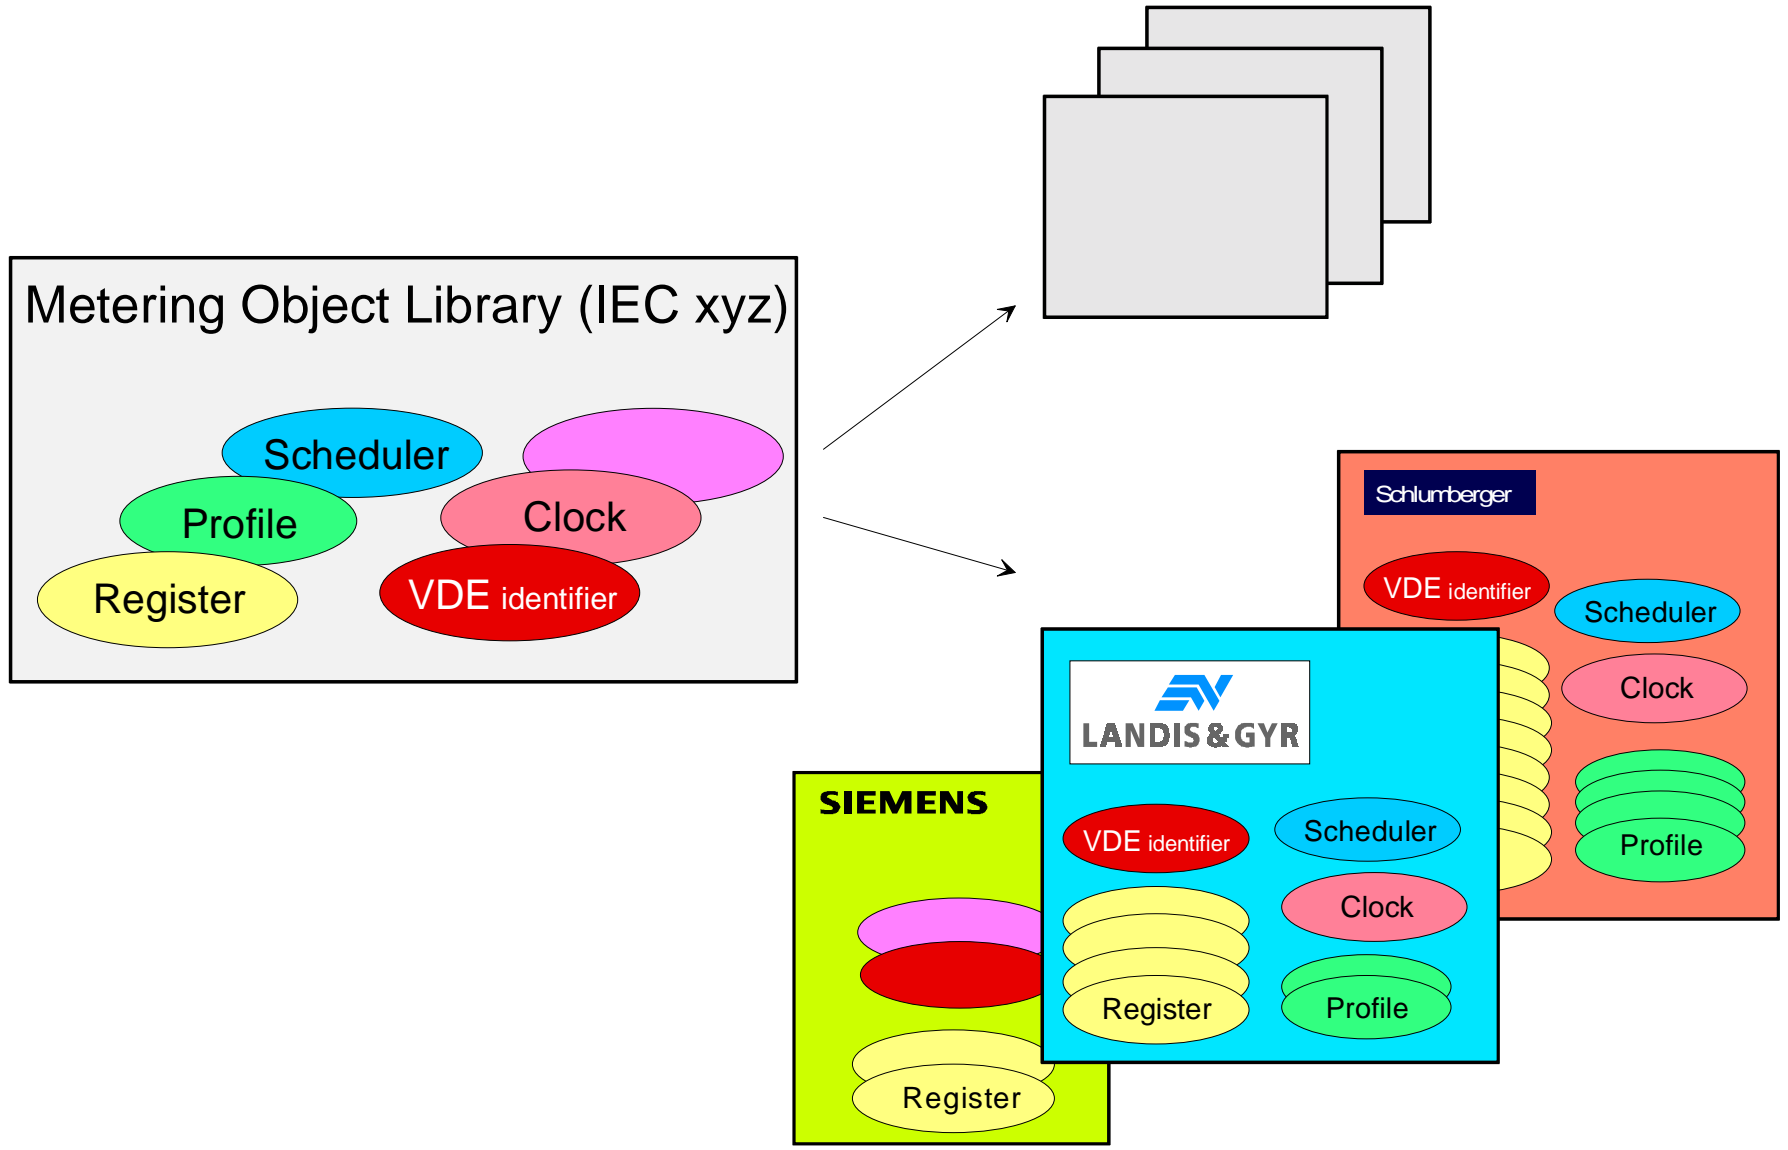 Metering Object Library (IEC xyz)
Scheduler
Profile
Clock
Register
VDE identifier
Schlumberger
VDE identifier
Scheduler
Clock
Profile
LANDIS & GYR
VDE identifier
Scheduler
Clock
Register
Profile
SIEMENS
Register